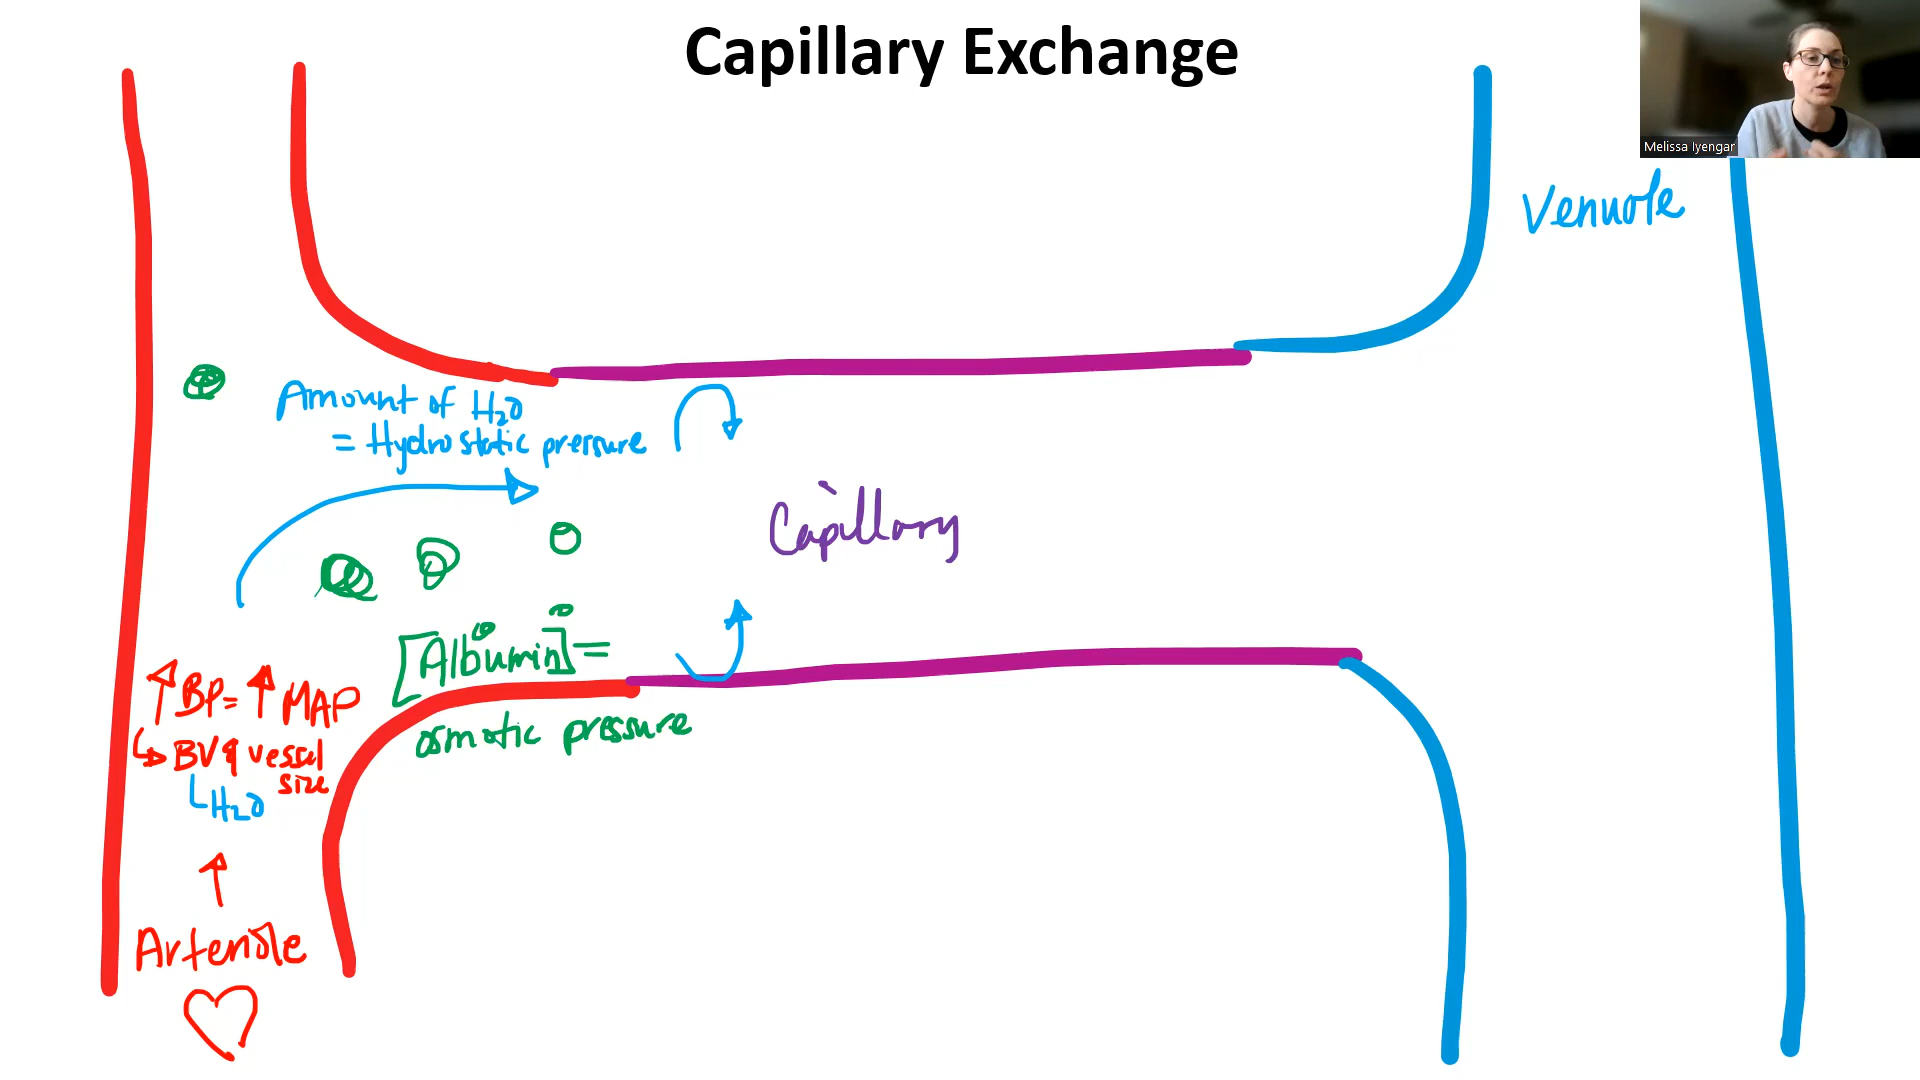 Capillary Exchange
Melissa Iyengar
Venuole
Amount of H2O
= Hydrostatic pressure
Capillary
[Albumin] =
osmotic pressure
↑BP = ↑MAP
↳ BV & vessel
size
└ H2O
↑
Arteriole